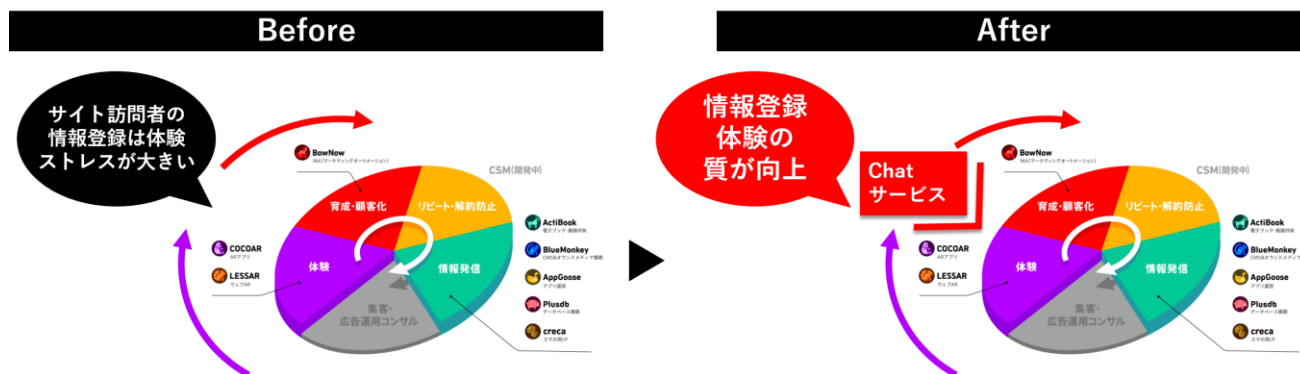 Before
サイト訪問者の
情報登録は体験
ストレスが大きい
BowNow
MA(マーケティングオートメーション)
CSM(開発中)
育成・顧客化
リピート・解約防止
ActiBook
電子ブック・動画共有
COCOAR
ARアプリ
BlueMonkey
CMS&オウンドメディア構築
体験
情報発信
LESSAR
ウェブAR
AppGoose
アプリ運用
Plusdb
データベース構築
集客・
広告運用コンサル
creca
スマホ用LP
After
情報登録
体験の
質が向上
Chat
サービス
BowNow
MA(マーケティングオートメーション)
CSM(開発中)
育成・顧客化
リピート・解約防止
ActiBook
電子ブック・動画共有
COCOAR
ARアプリ
BlueMonkey
CMS&オウンドメディア構築
体験
情報発信
LESSAR
ウェブAR
AppGoose
アプリ運用
Plusdb
データベース構築
集客・
広告運用コンサル
creca
スマホ用LP